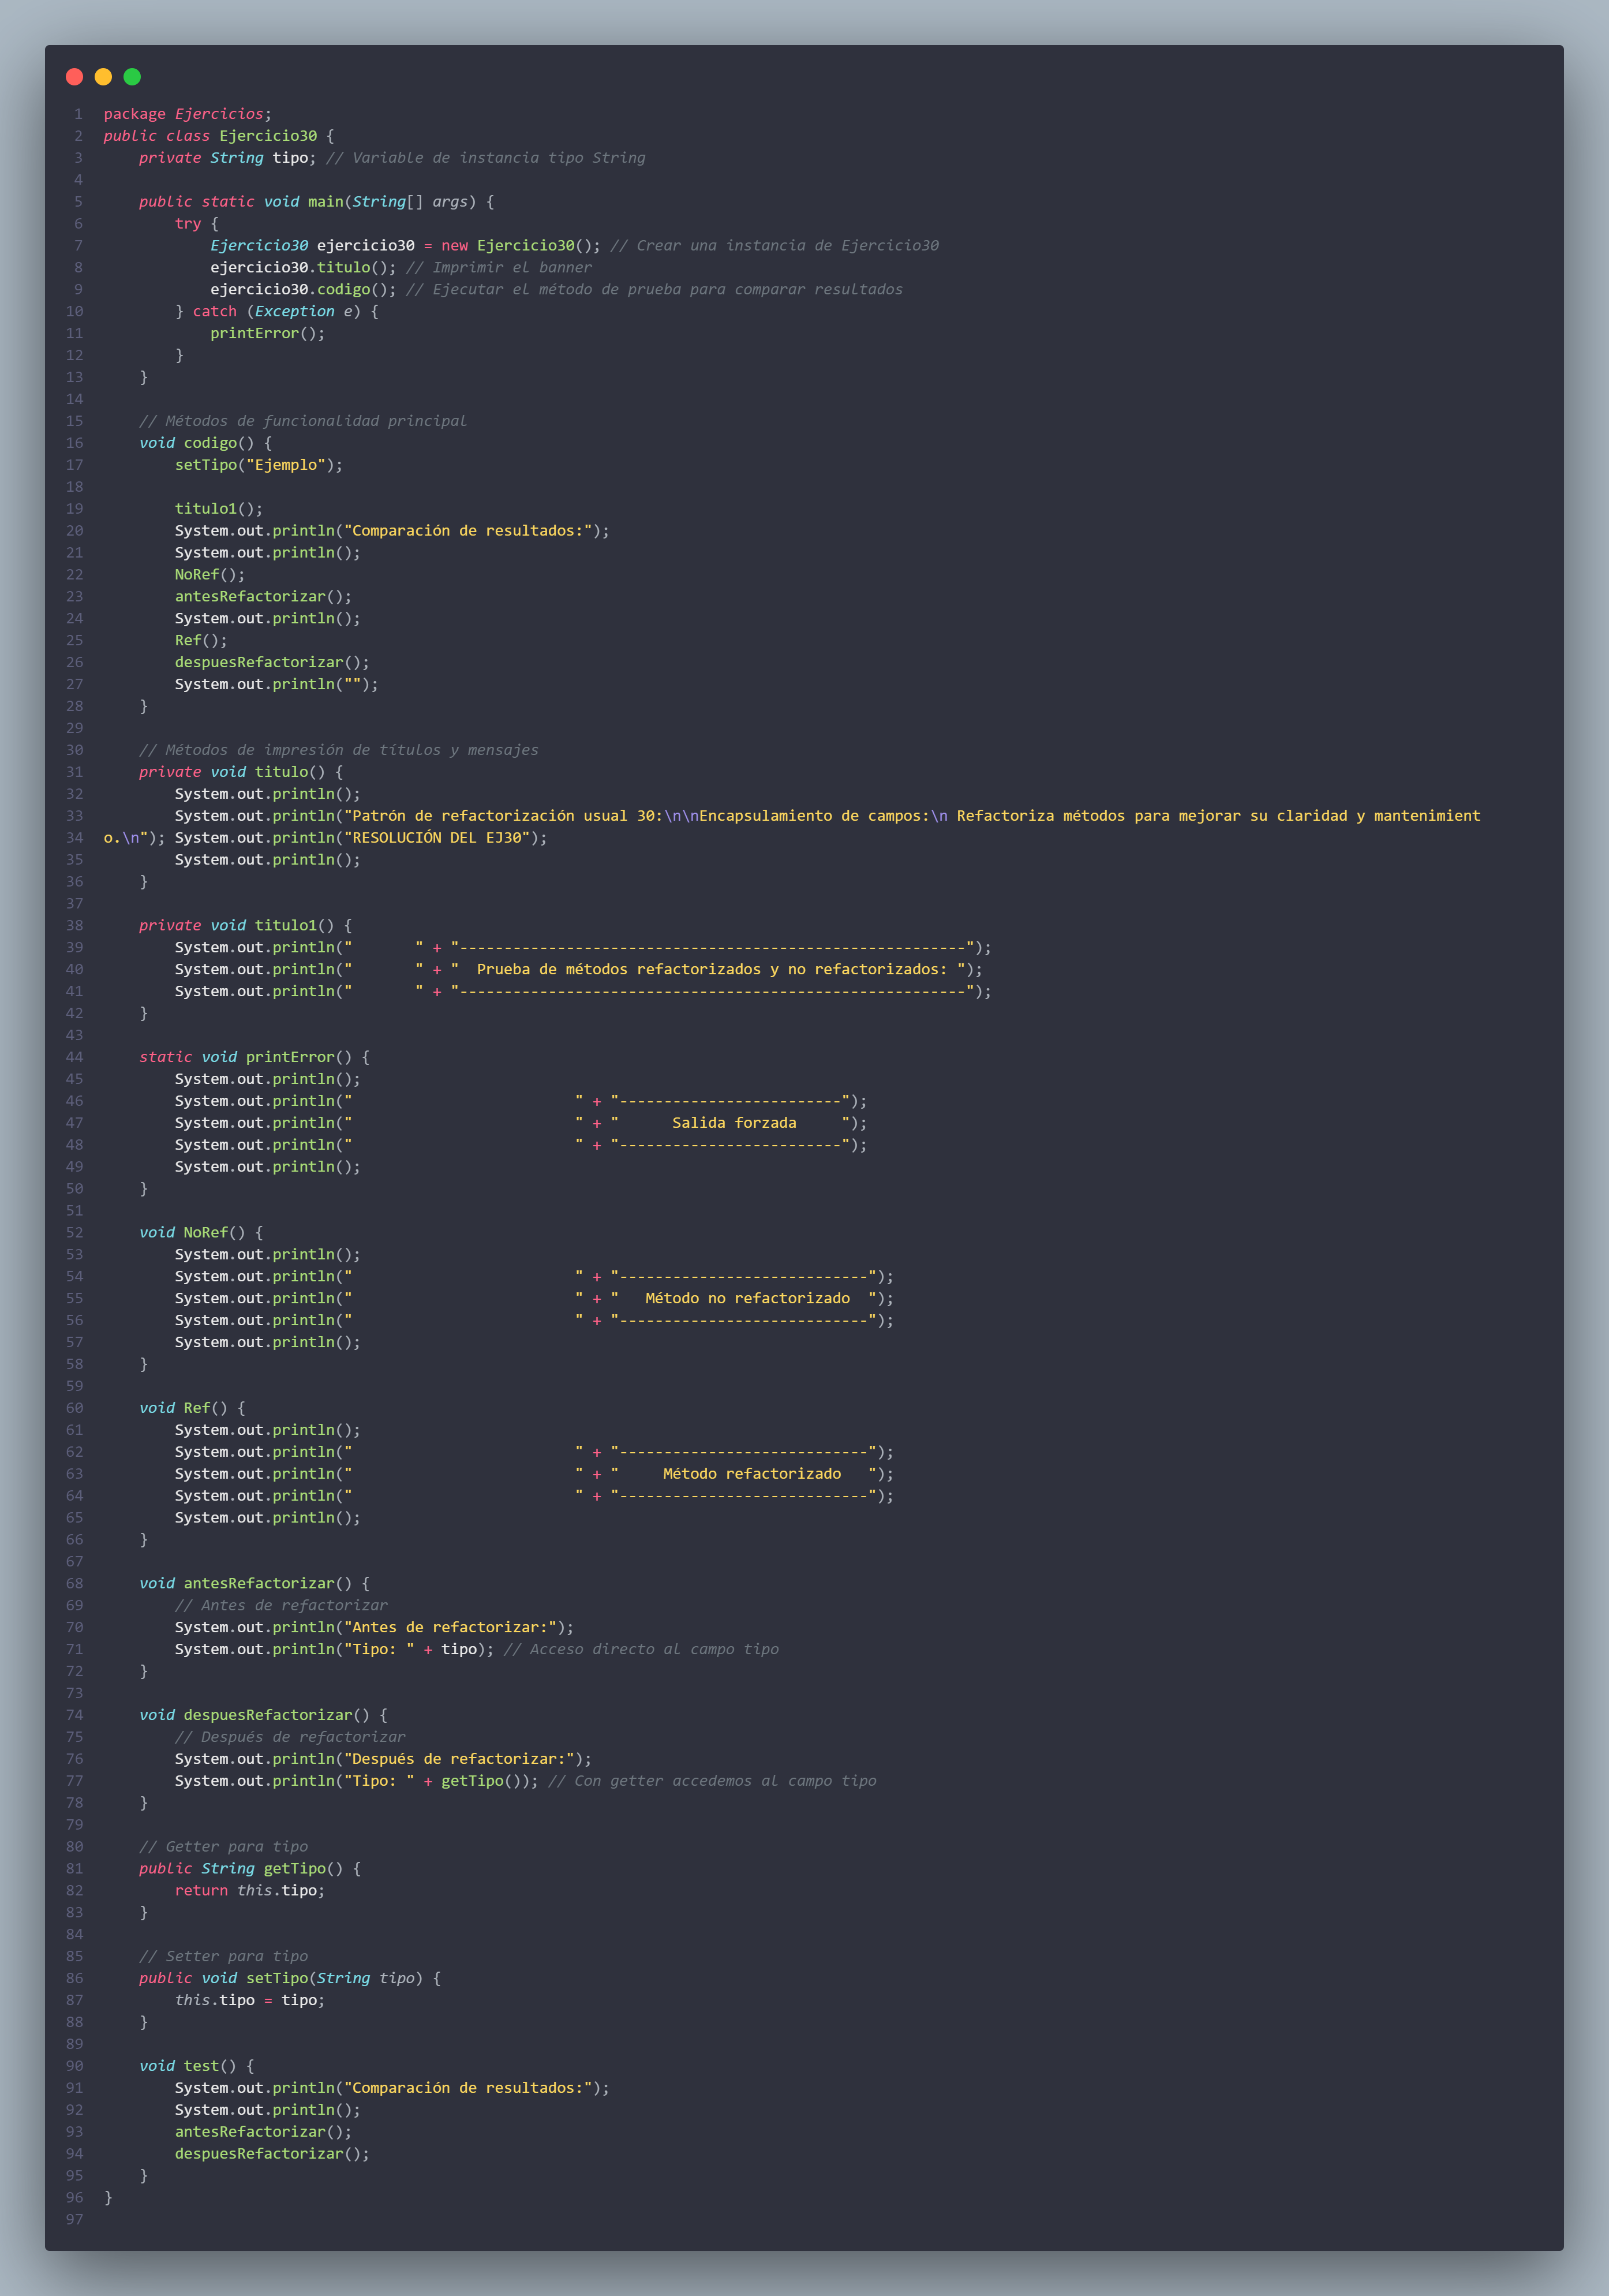 1 package Ejercicios;
2 public class Ejercicio30 {
3     private String tipo; // Variable de instancia tipo String
4
5     public static void main(String[] args) {
6         try {
7             Ejercicio30 ejercicio30 = new Ejercicio30(); // Crear una instancia de Ejercicio30
8             ejercicio30.titulo(); // Imprimir el banner
9             ejercicio30.codigo(); // Ejecutar el método de prueba para comparar resultados
10         } catch (Exception e) {
11             printError();
12         }
13     }
14
15     // Métodos de funcionalidad principal
16     void codigo() {
17         setTipo("Ejemplo");
18
19         titulo1();
20         System.out.println("Comparación de resultados:");
21         System.out.println();
22         NoRef();
23         antesRefactorizar();
24         System.out.println();
25         Ref();
26         despuesRefactorizar();
27         System.out.println("");
28     }
29
30     // Métodos de impresión de títulos y mensajes
31     private void titulo() {
32         System.out.println();
33         System.out.println("Patrón de refactorización usual 30:\n\nEncapsulamiento de campos:\n Refactoriza métodos para mejorar su claridad y mantenimient
34 o.\n"); System.out.println("RESOLUCIÓN DEL EJ30");
35         System.out.println();
36     }
37
38     private void titulo1() {
39         System.out.println("       " + "---------------------------------------------------------");
40         System.out.println("       " + "  Prueba de métodos refactorizados y no refactorizados: ");
41         System.out.println("       " + "---------------------------------------------------------");
42     }
43
44     static void printError() {
45         System.out.println();
46         System.out.println("                         " + "-------------------------");
47         System.out.println("                         " + "      Salida forzada     ");
48         System.out.println("                         " + "-------------------------");
49         System.out.println();
50     }
51
52     void NoRef() {
53         System.out.println();
54         System.out.println("                         " + "----------------------------");
55         System.out.println("                         " + "   Método no refactorizado  ");
56         System.out.println("                         " + "----------------------------");
57         System.out.println();
58     }
59
60     void Ref() {
61         System.out.println();
62         System.out.println("                         " + "----------------------------");
63         System.out.println("                         " + "     Método refactorizado   ");
64         System.out.println("                         " + "----------------------------");
65         System.out.println();
66     }
67
68     void antesRefactorizar() {
69         // Antes de refactorizar
70         System.out.println("Antes de refactorizar:");
71         System.out.println("Tipo: " + tipo); // Acceso directo al campo tipo
72     }
73
74     void despuesRefactorizar() {
75         // Después de refactorizar
76         System.out.println("Después de refactorizar:");
77         System.out.println("Tipo: " + getTipo()); // Con getter accedemos al campo tipo
78     }
79
80     // Getter para tipo
81     public String getTipo() {
82         return this.tipo;
83     }
84
85     // Setter para tipo
86     public void setTipo(String tipo) {
87         this.tipo = tipo;
88     }
89
90     void test() {
91         System.out.println("Comparación de resultados:");
92         System.out.println();
93         antesRefactorizar();
94         despuesRefactorizar();
95     }
96 }
97